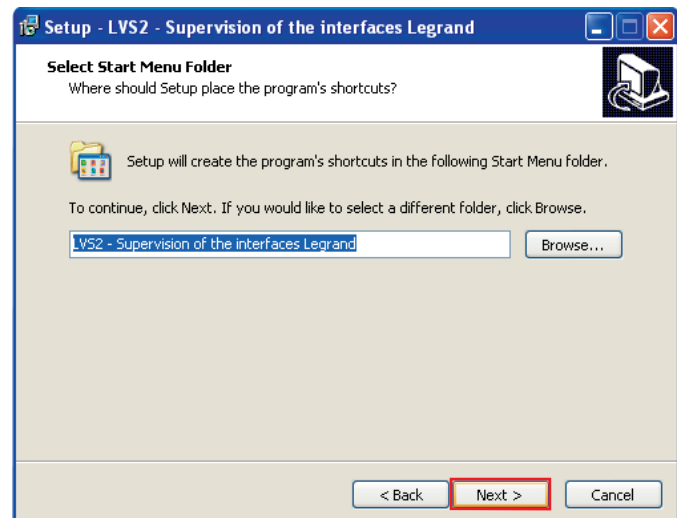 Setup - LVS2 - Supervision of the interfaces Legrand
Select Start Menu Folder
Where should Setup place the program's shortcuts?
Setup will create the program's shortcuts in the following Start Menu folder.
To continue, click Next. If you would like to select a different folder, click Browse.
LVS2 - Supervision of the interfaces Legrand
Browse...
< Back Next > Cancel